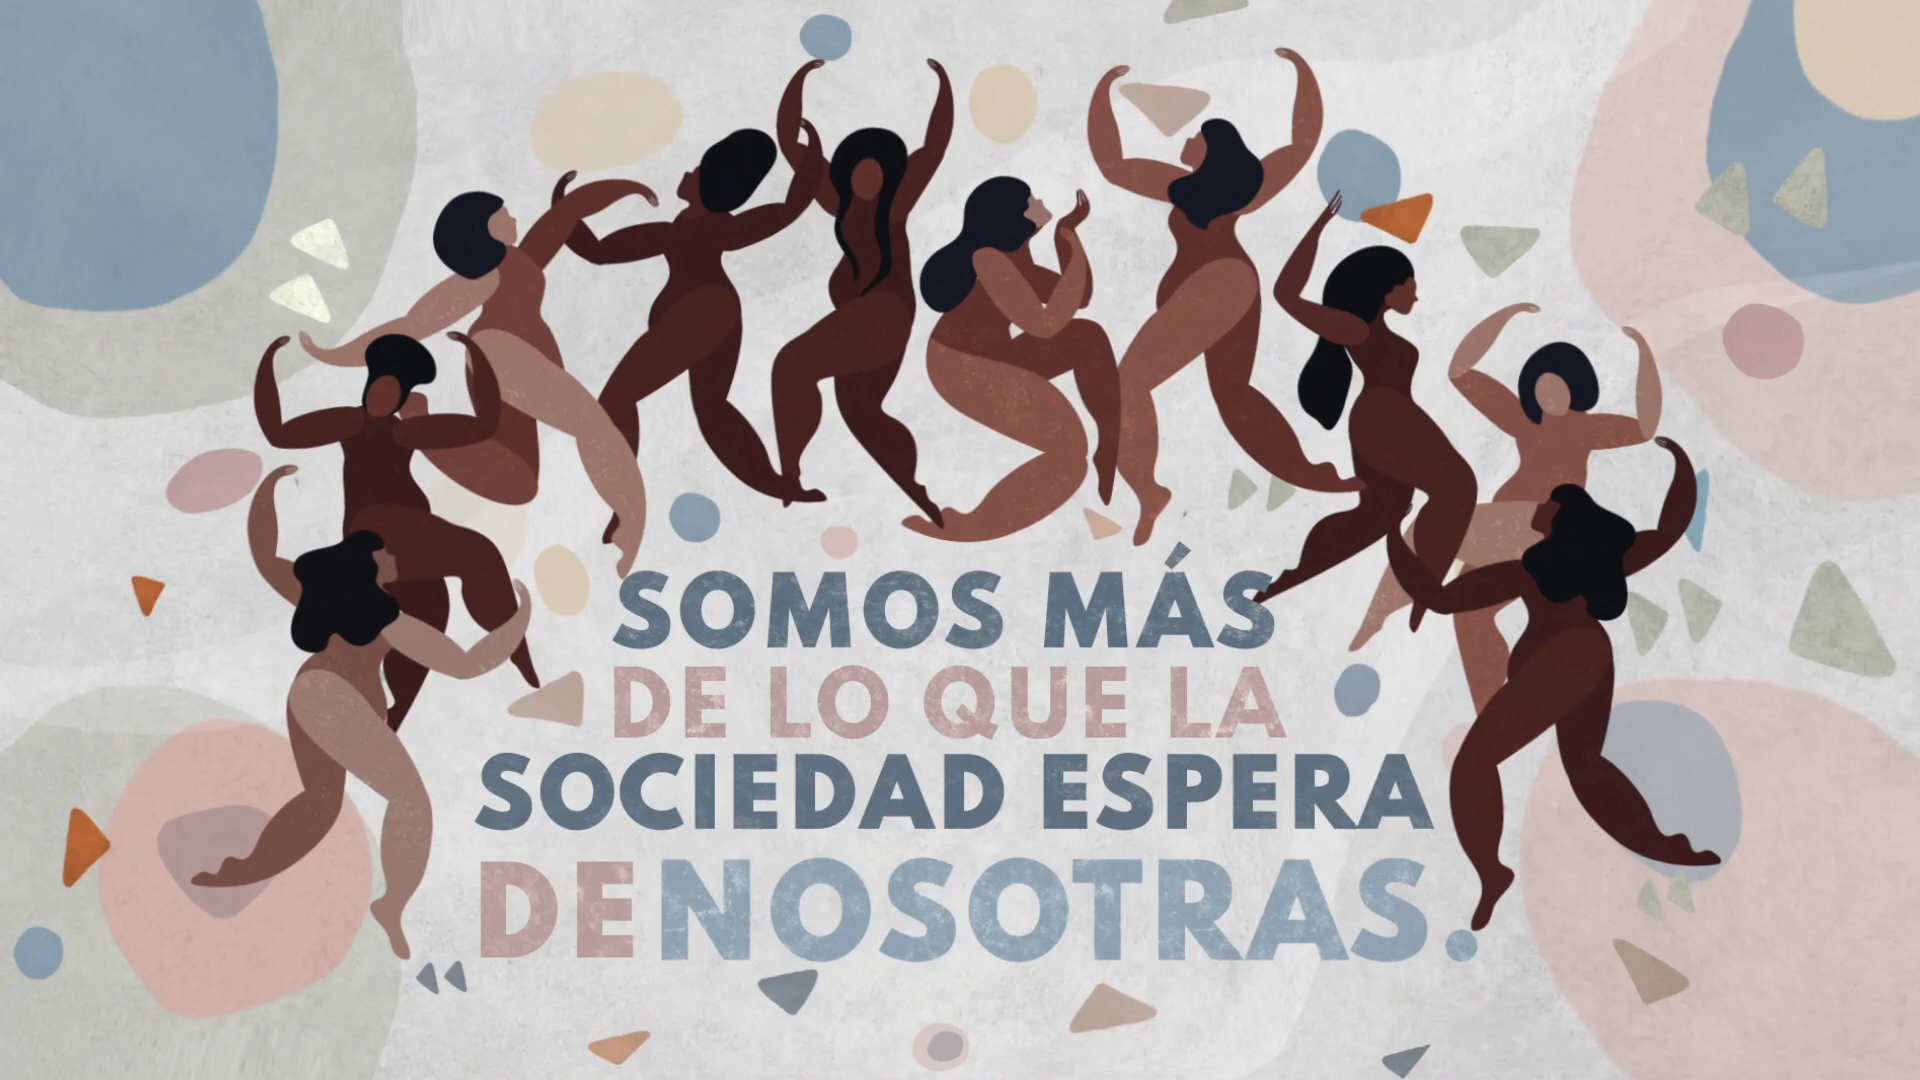 SOMOS MÁS
DE LO QUE LA
SOCIEDAD ESPERA
DE NOSOTRAS.